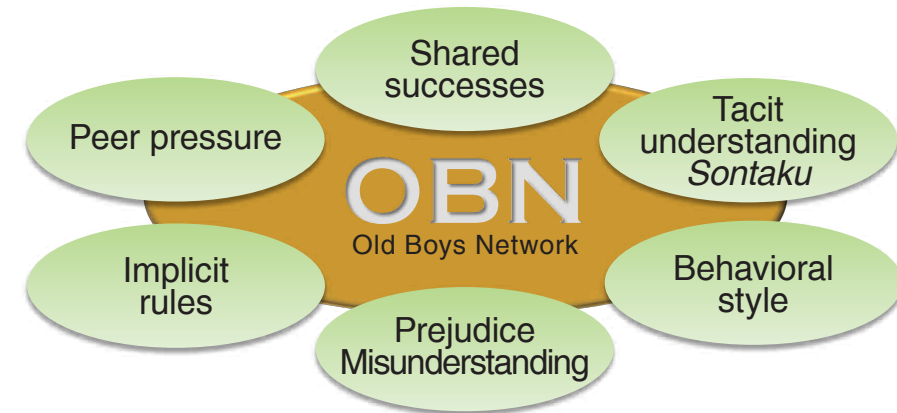 Shared
successes
Peer pressure
Tacit
understanding
Sontaku
OBN
Old Boys Network
Implicit
rules
Behavioral
style
Prejudice
Misunderstanding